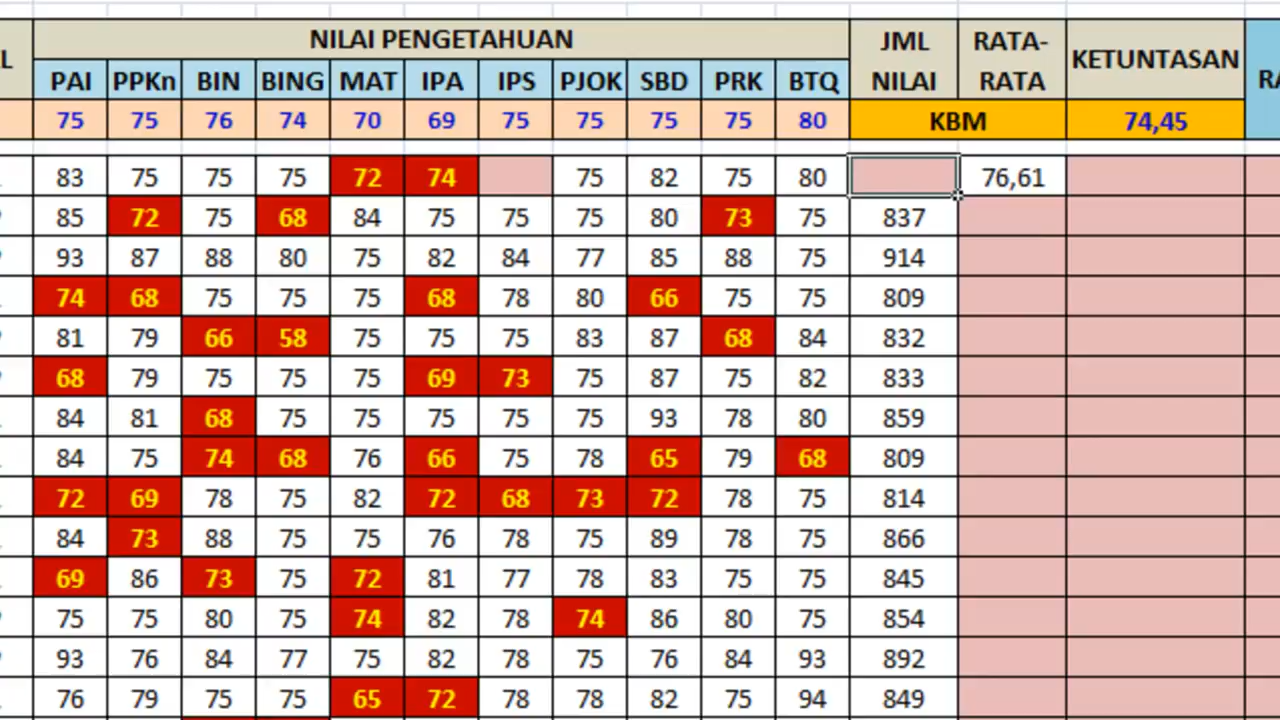 L NILAI PENGETAHUAN JML NILAI RATA-RATA KETUNTASAN RA
PAI PPKn BIN BING MAT IPA IPS PJOK SBD PRK BTQ
75 75 76 74 70 69 75 75 75 75 80 KBM 74,45
83 75 75 75 72 74 75 82 75 80 76,61
85 72 75 68 84 75 75 75 80 73 75 837
93 87 88 80 75 82 84 77 85 88 75 914
74 68 75 75 75 68 78 80 66 75 75 809
81 79 66 58 75 75 75 83 87 68 84 832
68 79 75 75 75 69 73 75 87 75 82 833
84 81 68 75 75 75 75 75 93 78 80 859
84 75 74 68 76 66 75 78 65 79 68 809
72 69 78 75 82 72 68 73 72 78 75 814
84 73 88 75 75 76 78 75 89 78 75 866
69 86 73 75 72 81 77 78 83 75 75 845
75 75 80 75 74 82 78 74 86 80 75 854
93 76 84 77 75 82 78 75 76 84 93 892
76 79 75 75 65 72 78 78 82 75 94 849